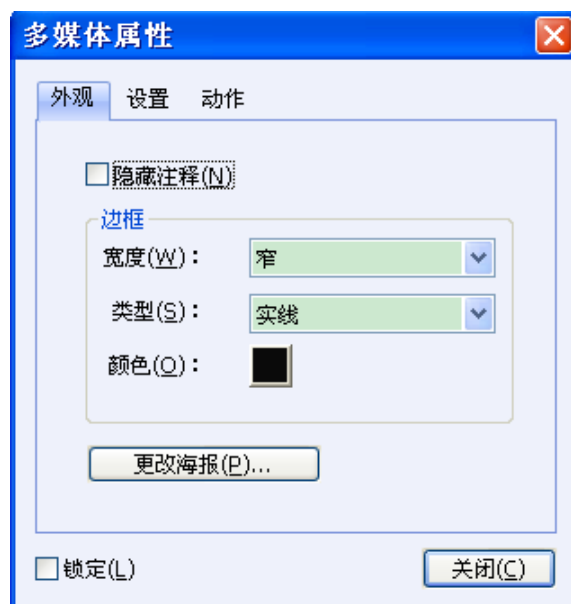 多媒体属性
外观 设置 动作
隐藏注释(N)
边框
宽度(W)： 窄
类型(S)： 实线
颜色(O)：
更改海报(P)...
锁定(L) 关闭(C)